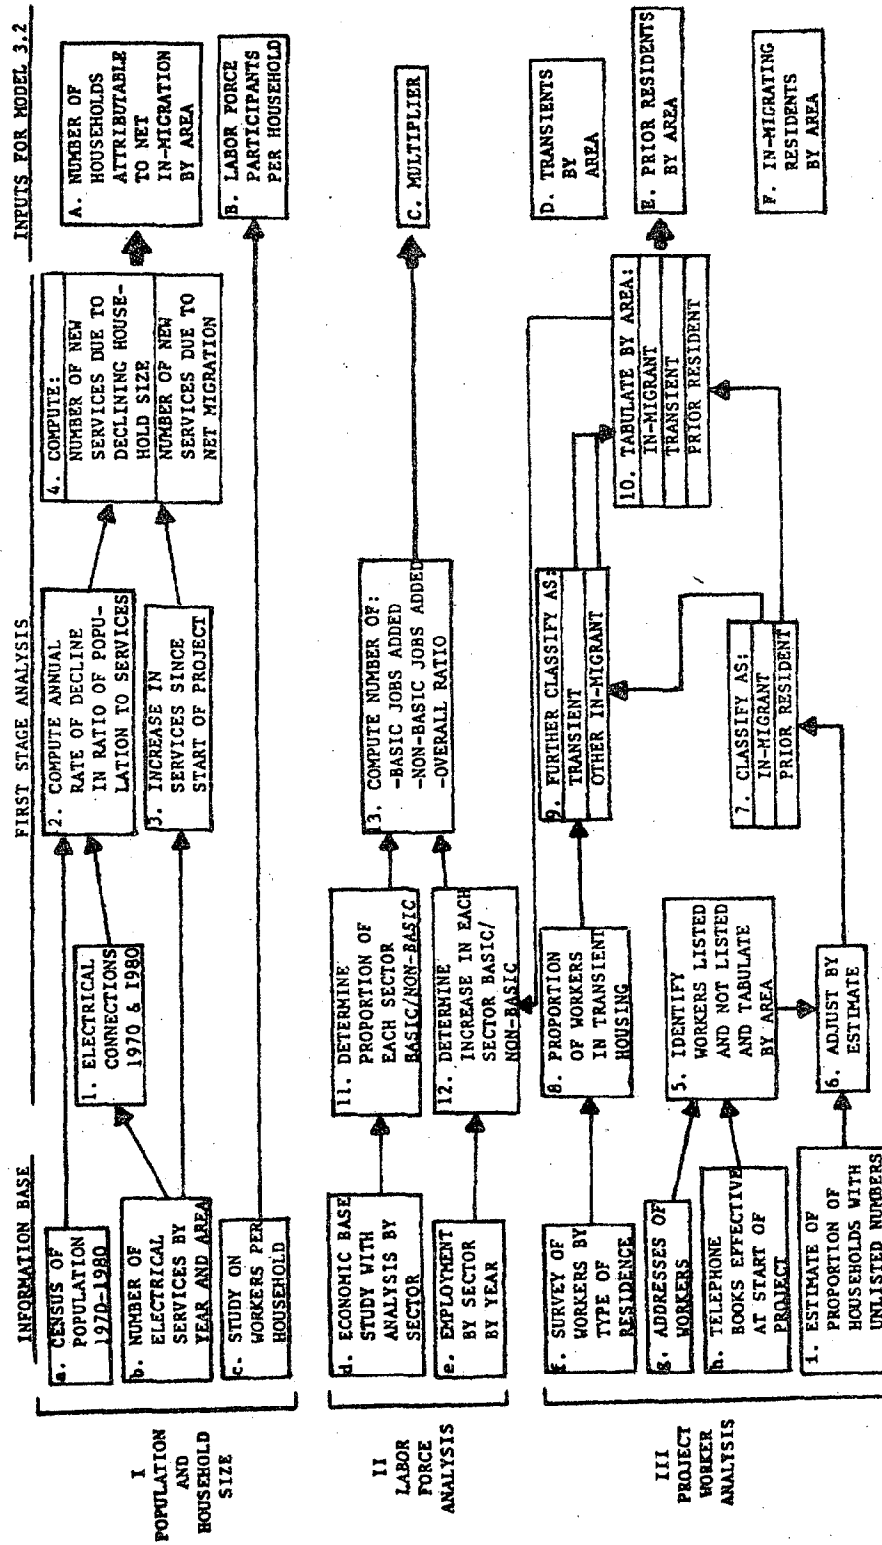 INFORMATION BASE
FIRST STAGE ANALYSIS
INPUTS FOR MODEL 3.2
I
POPULATION
AND
HOUSEHOLD
SIZE
a. CENSUS OF
POPULATION
1970-1980
b. NUMBER OF
ELECTRICAL
SERVICES BY
YEAR AND AREA
c. STUDY ON
WORKERS PER
HOUSEHOLD
1. ELECTRICAL
CONNECTIONS
1970 & 1980
2. COMPUTE ANNUAL
RATE OF DECLINE
IN RATIO OF POPU-
LATION TO SERVICES
3. INCREASE IN
SERVICES SINCE
START OF PROJECT
4. COMPUTE:
NUMBER OF NEW
SERVICES DUE TO
DECLINING HOUSE-
HOLD SIZE
NUMBER OF NEW
SERVICES DUE TO
NET MIGRATION
A. NUMBER OF
HOUSEHOLDS
ATTRIBUTABLE
TO NET
IN-MIGRATION
BY AREA
B. LABOR FORCE
PARTICIPANTS
PER HOUSEHOLD
II
LABOR
FORCE
ANALYSIS
d. ECONOMIC BASE
STUDY WITH
ANALYSIS BY
SECTOR
e. EMPLOYMENT
BY SECTOR
BY YEAR
11. DETERMINE
PROPORTION OF
EACH SECTOR
BASIC/NON-BASIC
12. DETERMINE
INCREASE IN EACH
SECTOR BASIC/
NON-BASIC
13. COMPUTE NUMBER OF:
-BASIC JOBS ADDED
-NON-BASIC JOBS ADDED
-OVERALL RATIO
C. MULTIPLIER
III
PROJECT
WORKER
ANALYSIS
f. SURVEY OF
WORKERS BY
TYPE OF
RESIDENCE
g. ADDRESSES OF
WORKERS
h. TELEPHONE
BOOKS EFFECTIVE
AT START OF
PROJECT
i. ESTIMATE OF
PROPORTION OF
HOUSEHOLDS WITH
UNLISTED NUMBERS
8. PROPORTION
OF WORKERS
IN TRANSIENT
HOUSING
5. IDENTIFY
WORKERS LISTED
AND NOT LISTED
AND TABULATE
BY AREA
6. ADJUST BY
ESTIMATE
9. FURTHER CLASSIFY AS:
TRANSIENT
OTHER IN-MIGRANT
7. CLASSIFY AS:
IN-MIGRANT
PRIOR RESIDENT
10. TABULATE BY AREA:
IN-MIGRANT
TRANSIENT
PRIOR RESIDENT
D. TRANSIENTS
BY
AREA
E. PRIOR RESIDENTS
BY AREA
F. IN-MIGRATING
RESIDENTS
BY AREA